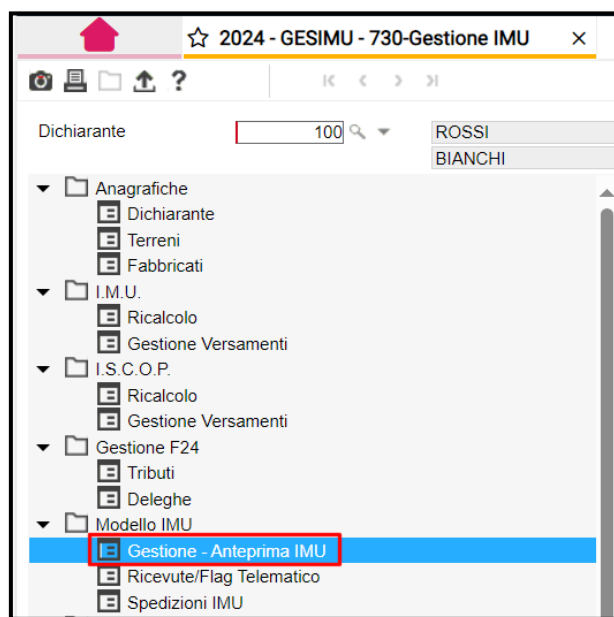 2024 - GESIMU - 730-Gestione IMU
?
Dichiarante 100 ROSSI
BIANCHI
Anagrafiche
Dichiarante
Terreni
Fabbricati
I.M.U.
Ricalcolo
Gestione Versamenti
I.S.C.O.P.
Ricalcolo
Gestione Versamenti
Gestione F24
Tributi
Deleghe
Modello IMU
Gestione - Anteprima IMU
Ricevute/Flag Telematico
Spedizioni IMU